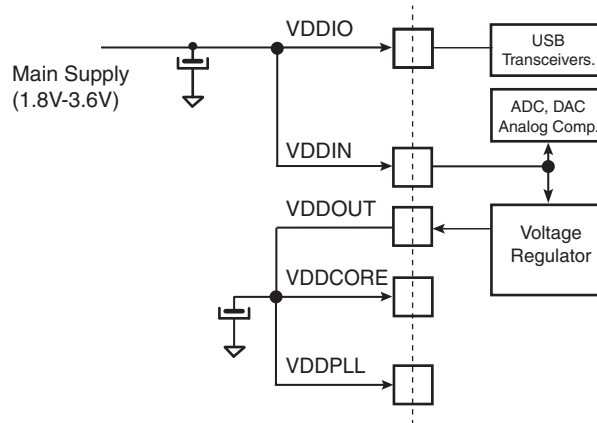 VDDIO
USB
Transceivers.
Main Supply
(1.8V-3.6V)
ADC, DAC
Analog Comp.
VDDIN
VDDOUT
Voltage
Regulator
VDDCORE
VDDPLL